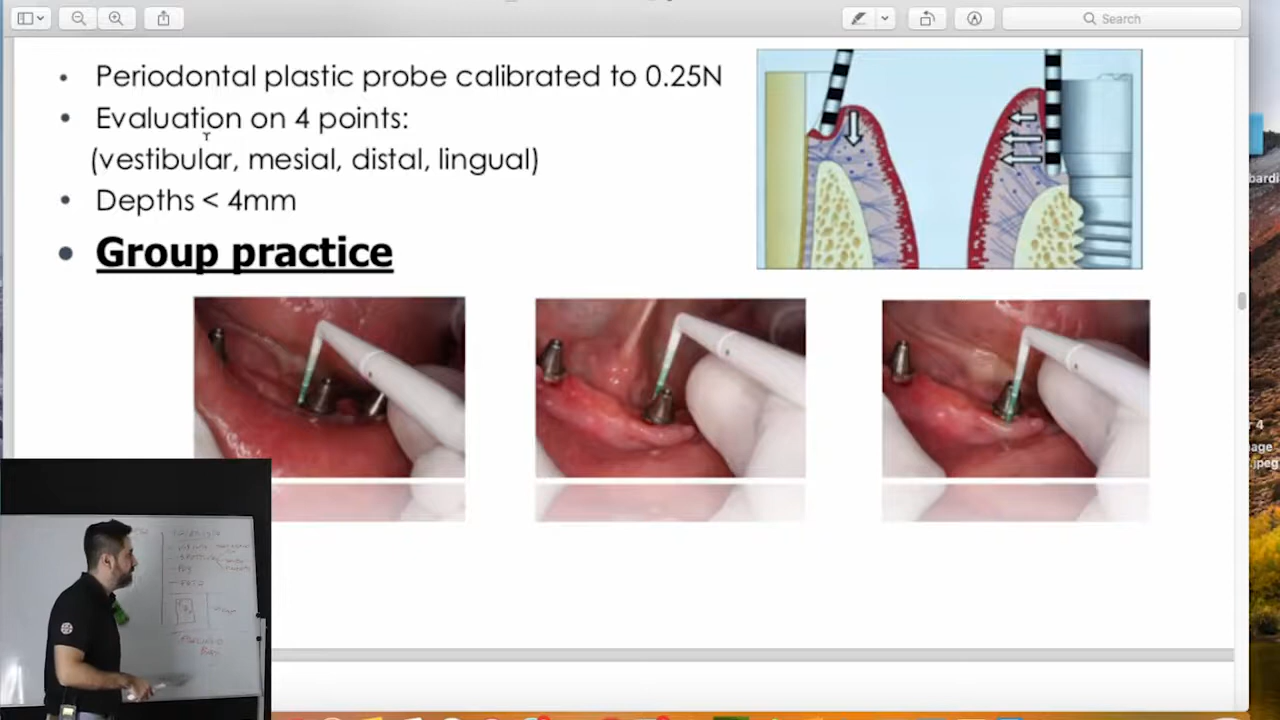 Search
• Periodontal plastic probe calibrated to 0.25N
• Evaluation on 4 points:
(vestibular, mesial, distal, lingual)
• Depths < 4mm
• Group practice